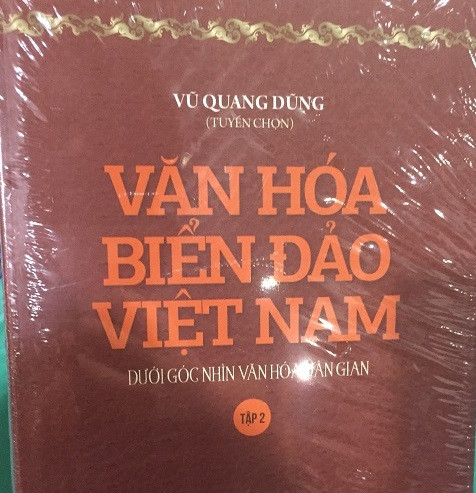 VŨ QUANG DŨNG
(TUYỂN CHỌN)
VĂN HÓA
BIỂN ĐẢO
VIỆT NAM
DƯỚI GÓC NHÌN VĂN HÓA DÂN GIAN
TẬP 2